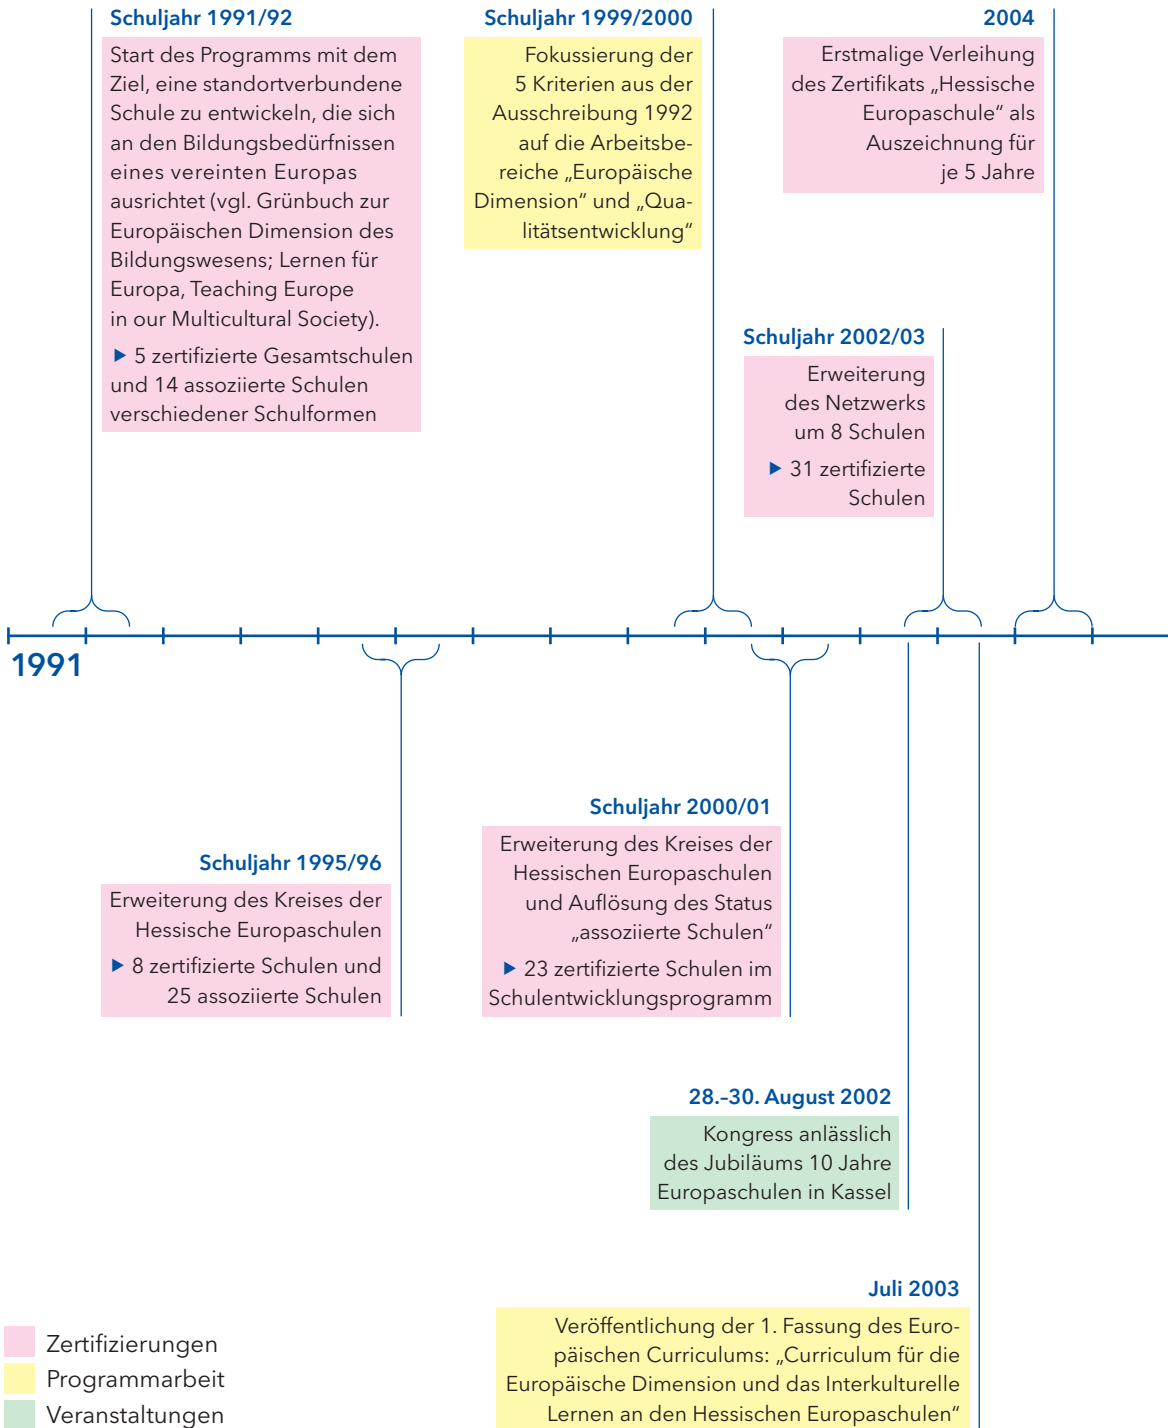 Schuljahr 1991/92
Start des Programms mit dem
Ziel, eine standortverbundene
Schule zu entwickeln, die sich
an den Bildungsbedürfnissen
eines vereinten Europas
ausrichtet (vgl. Grünbuch zur
Europäischen Dimension des
Bildungswesens; Lernen für
Europa, Teaching Europe
in our Multicultural Society).
▶ 5 zertifizierte Gesamtschulen
und 14 assoziierte Schulen
verschiedener Schulformen
Schuljahr 1999/2000
Fokussierung der
5 Kriterien aus der
Ausschreibung 1992
auf die Arbeitsbe-
reiche „Europäische
Dimension“ und „Qua-
litätsentwicklung“
2004
Erstmalige Verleihung
des Zertifikats „Hessische
Europaschule“ als
Auszeichnung für
je 5 Jahre
Schuljahr 2002/03
Erweiterung
des Netzwerks
um 8 Schulen
▶ 31 zertifizierte
Schulen
1991
Schuljahr 1995/96
Erweiterung des Kreises der
Hessische Europaschulen
▶ 8 zertifizierte Schulen und
25 assoziierte Schulen
Schuljahr 2000/01
Erweiterung des Kreises der
Hessischen Europaschulen
und Auflösung des Status
„assoziierte Schulen“
▶ 23 zertifizierte Schulen im
Schulentwicklungsprogramm
28.–30. August 2002
Kongress anlässlich
des Jubiläums 10 Jahre
Europaschulen in Kassel
Juli 2003
Veröffentlichung der 1. Fassung des Euro-
päischen Curriculums: „Curriculum für die
Europäische Dimension und das Interkulturelle
Lernen an den Hessischen Europaschulen“
Zertifizierungen
Programmarbeit
Veranstaltungen